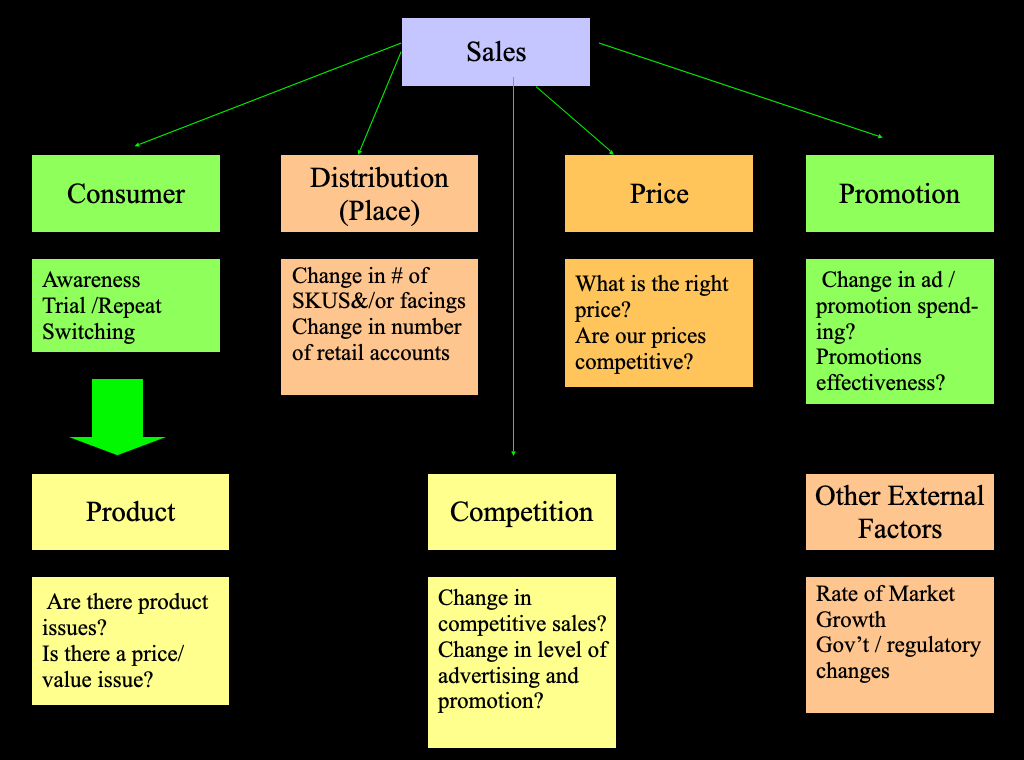 Sales
Consumer
Distribution
(Place)
Price
Promotion
Awareness
Trial /Repeat
Switching
Change in # of
SKUS&/or facings
Change in number
of retail accounts
What is the right
price?
Are our prices
competitive?
Change in ad /
promotion spend-
ing?
Promotions
effectiveness?
Product
Competition
Other External
Factors
Are there product
issues?
Is there a price/
value issue?
Change in
competitive sales?
Change in level of
advertising and
promotion?
Rate of Market
Growth
Gov’t / regulatory
changes